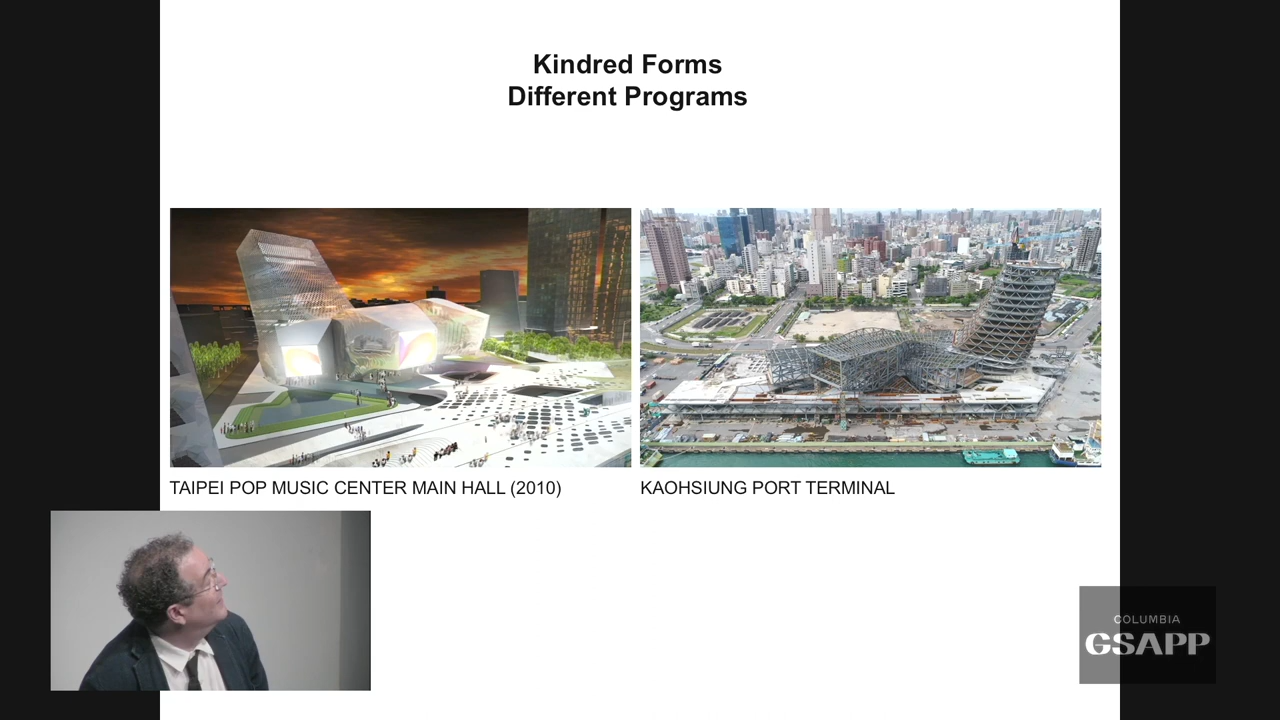 Kindred Forms
Different Programs
TAIPEI POP MUSIC CENTER MAIN HALL (2010)
KAOHSIUNG PORT TERMINAL
COLUMBIA
GSAPP